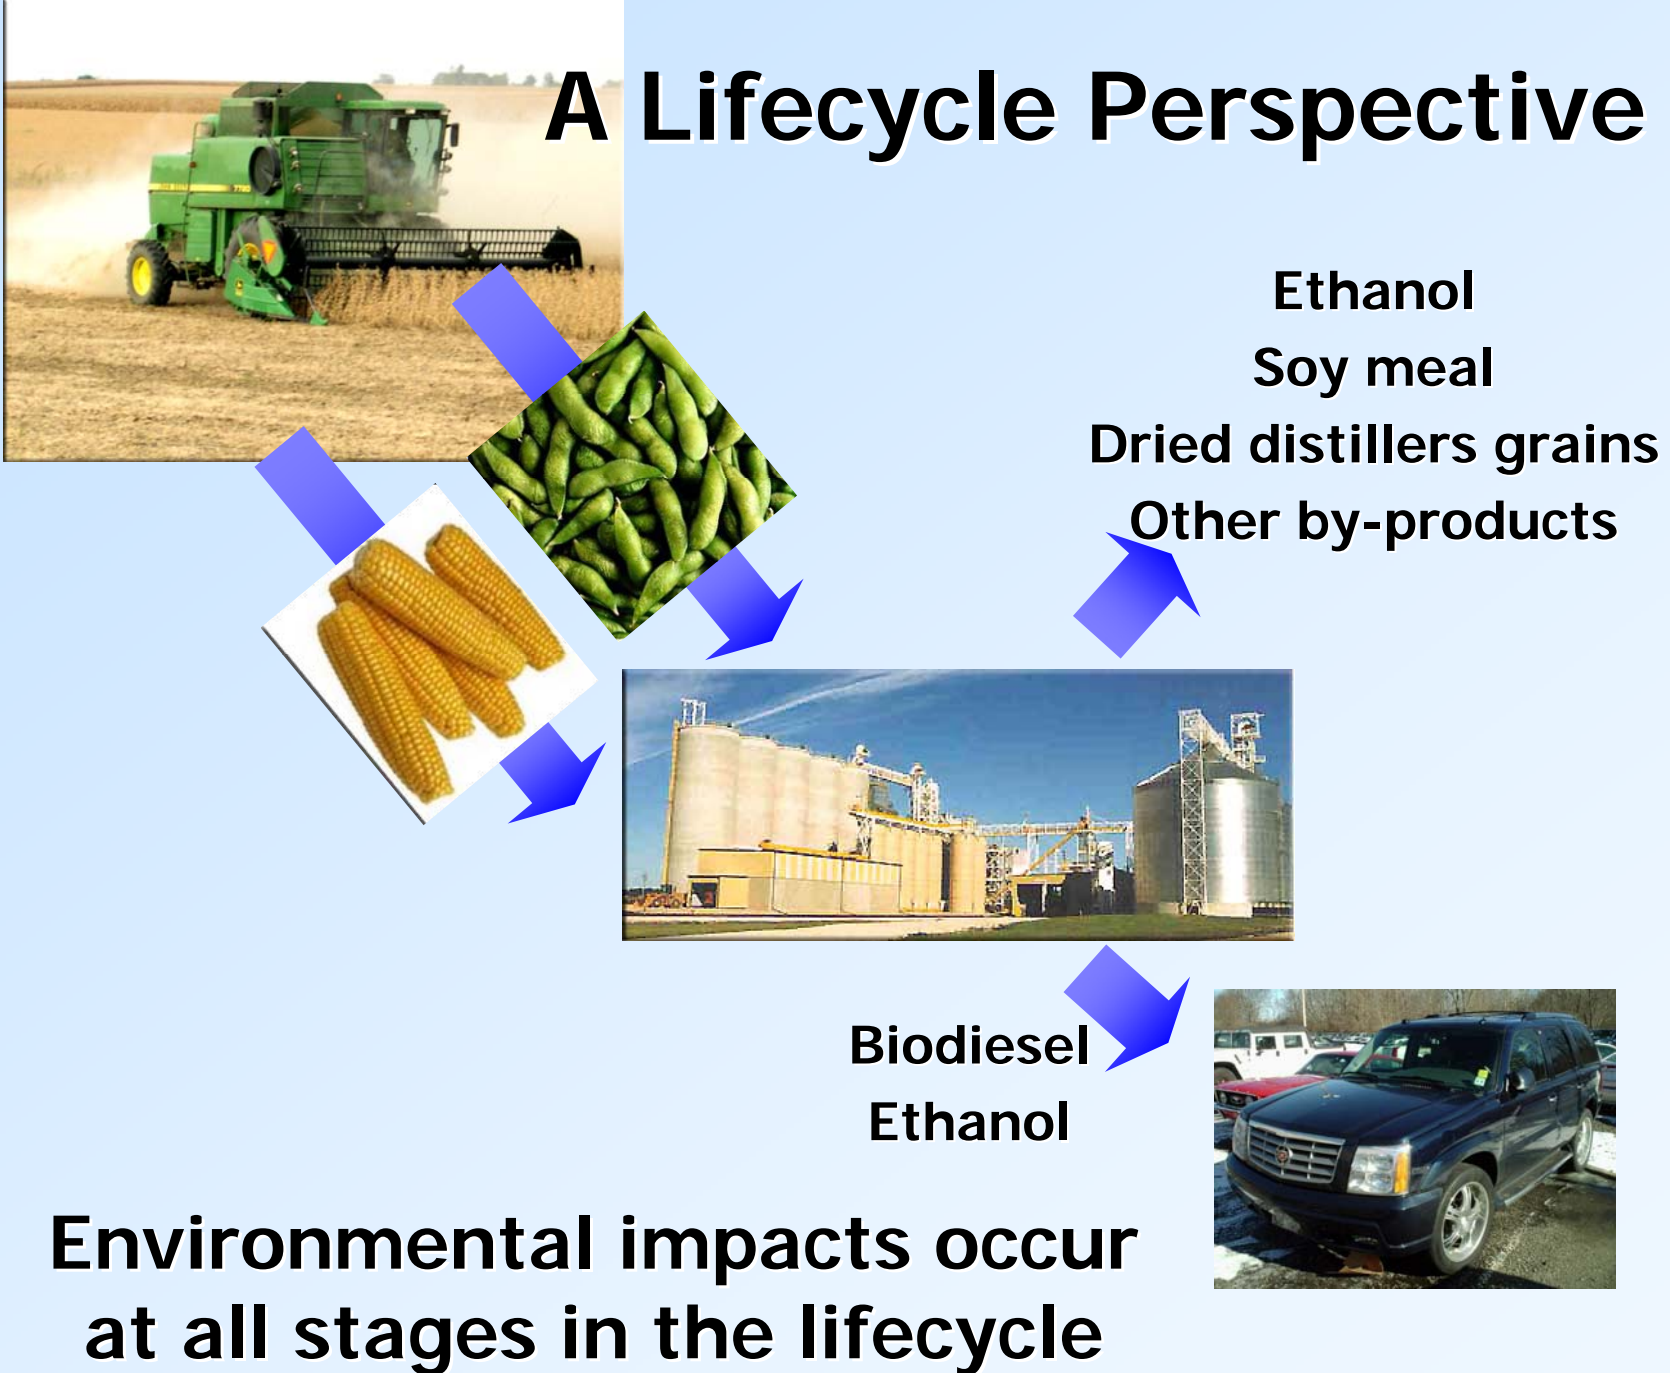 A Lifecycle Perspective
7720
Ethanol
Soy meal
Dried distillers grains
Other by-products
Biodiesel
Ethanol
Environmental impacts occur
at all stages in the lifecycle